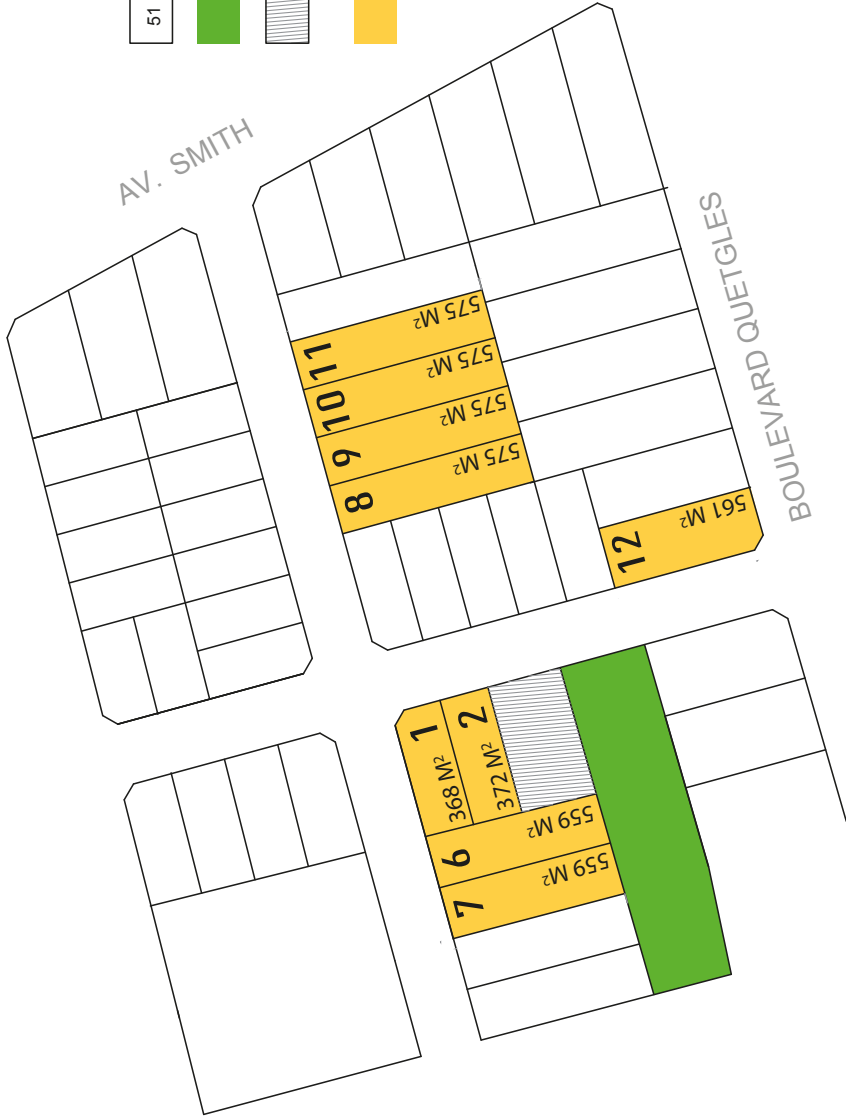 51
AV. SMITH
BOULEVARD QUETGLES
11
575 M²
10
575 M²
9
575 M²
8
575 M²
12
561 M²
1
368 M²
2
372 M²
6
559 M²
7
559 M²